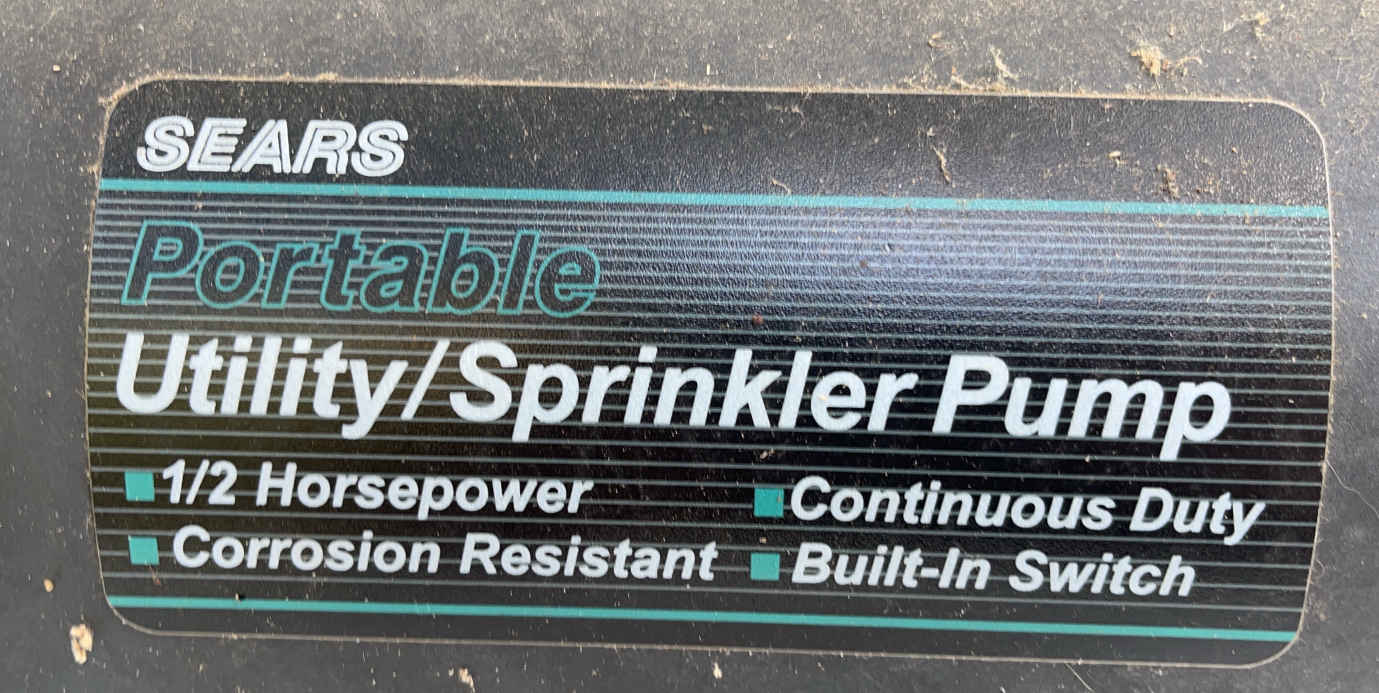 SEARS
Portable
Utility/Sprinkler Pump
1/2 Horsepower
Continuous Duty
Corrosion Resistant
Built-In Switch